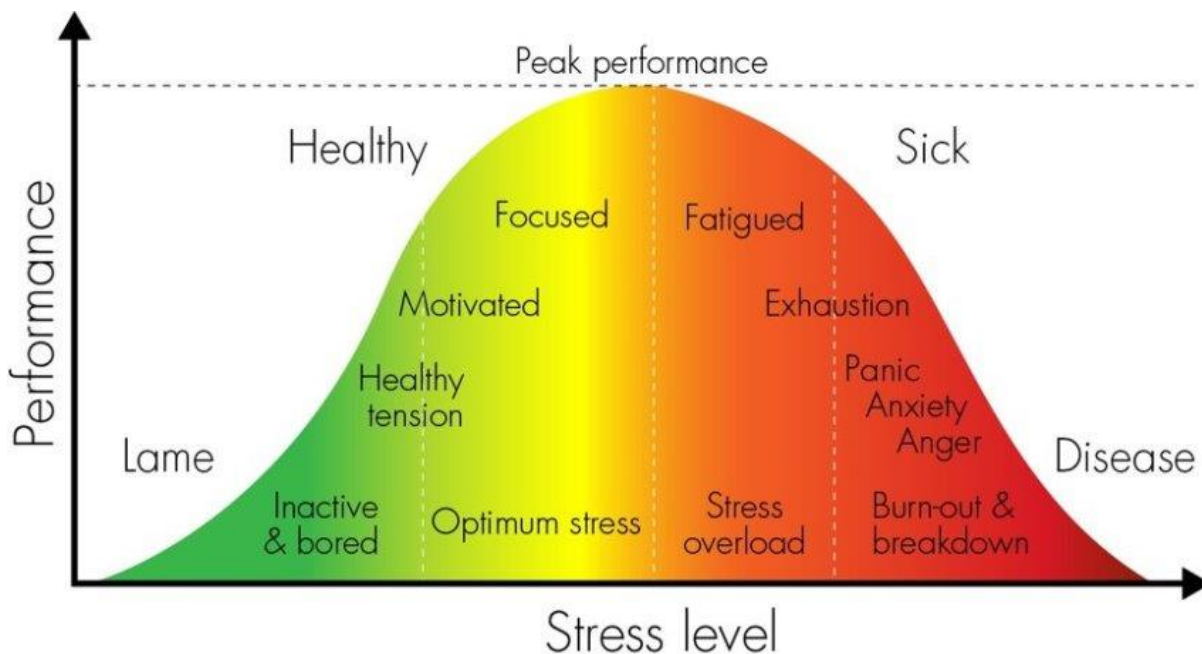 Peak performance
Healthy
Sick
Focused
Fatigued
Motivated
Exhaustion
Healthy
tension
Panic
Anxiety
Anger
Lame
Disease
Inactive
& bored
Optimum stress
Stress
overload
Burn-out &
breakdown
Performance
Stress level